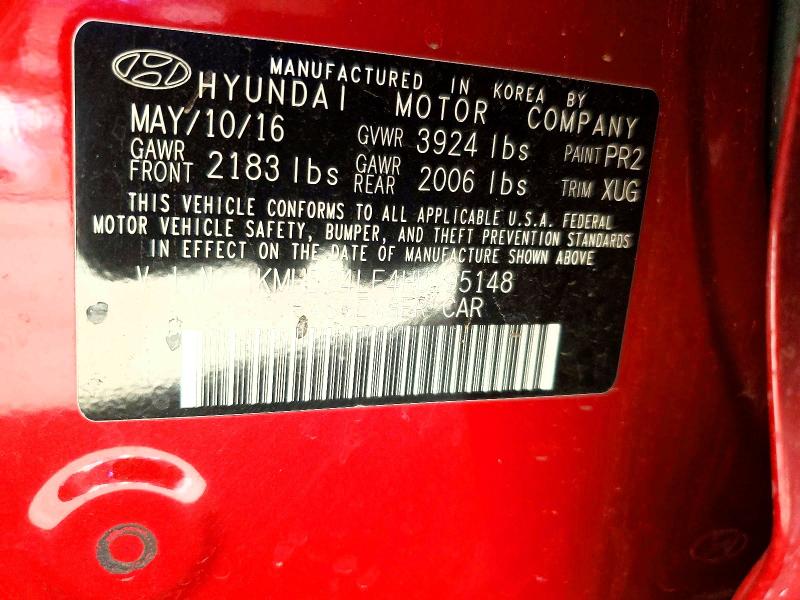 MANUFACTURED IN KOREA BY
HYUNDAI MOTOR COMPANY
MAY/10/16 GVWR 3924 lbs PAINT PR2
GAWR FRONT 2183 lbs GAWR REAR 2006 lbs TRIM XUG
THIS VEHICLE CONFORMS TO ALL APPLICABLE U.S.A. FEDERAL
MOTOR VEHICLE SAFETY, BUMPER, AND THEFT PREVENTION STANDARDS
IN EFFECT ON THE DATE OF MANUFACTURE SHOWN ABOVE
CAR